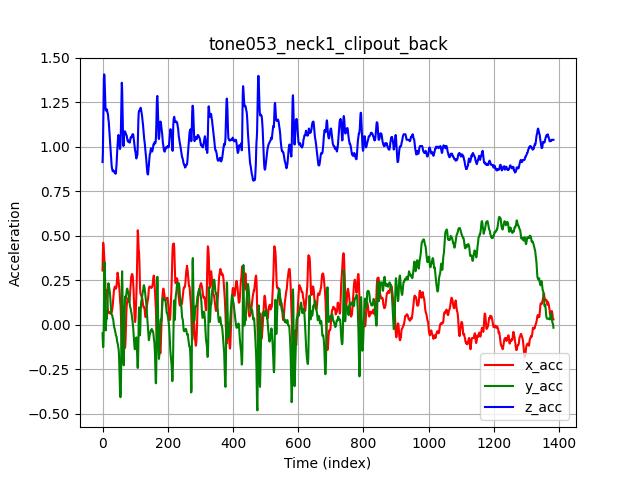 tone053_neck1_clipout_back
1.50
1.25
1.00
0.75
0.50
0.25
0.00
−0.25
−0.50
Acceleration
0
200
400
600
800
1000
1200
1400
Time (index)
x_acc
y_acc
z_acc